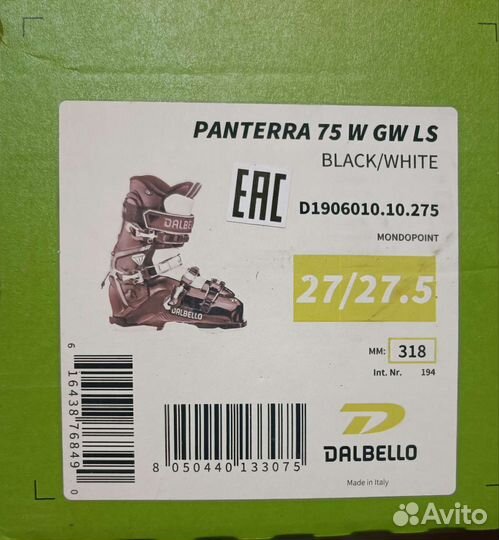 PANTERRA 75 W GW LS
BLACK/WHITE
EAC
D1906010.10.275
MONDOPOINT
DALBELLO
27/27.5
DALBELLO
MM: 318
Int. Nr. 194
6 16438 76849 0
8 050440 133075
DALBELLO
Made in Italy
Avito